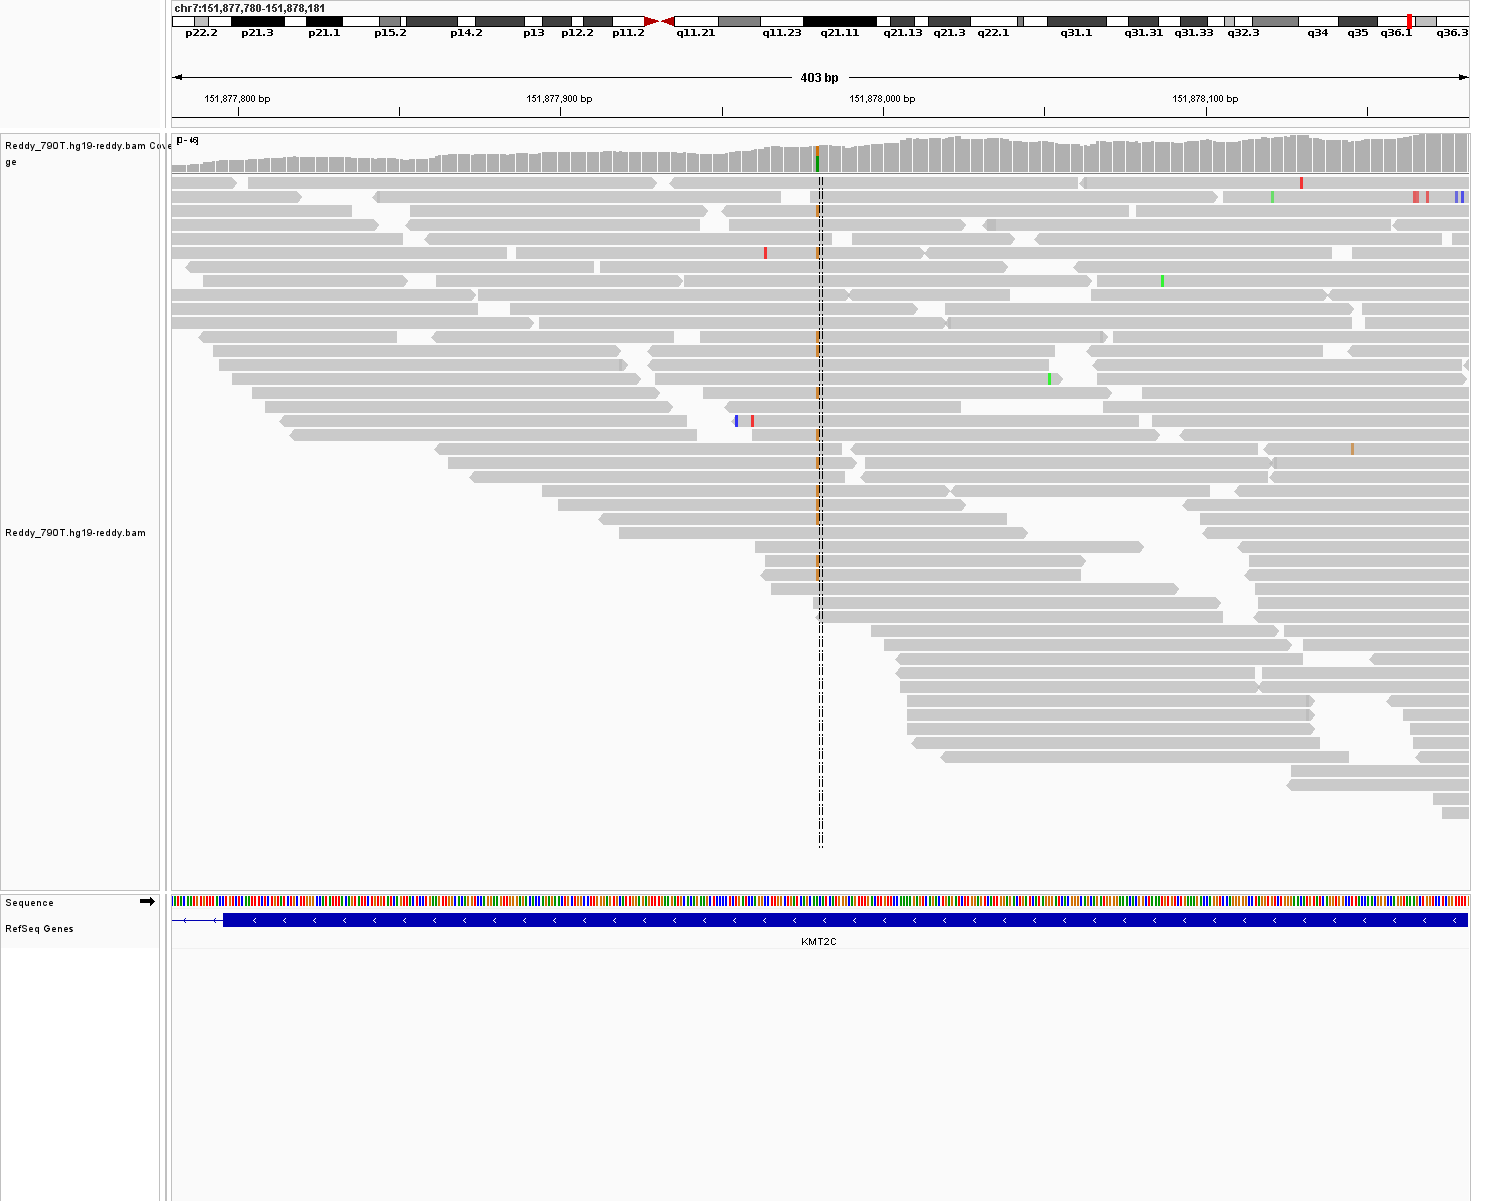 chr7:151,877,780-151,878,181
p22.2 p21.3 p21.1 p15.2 p14.2 p13 p12.2 p11.2 q11.21 q11.23 q21.11 q21.13 q21.3 q22.1 q31.1 q31.31 q31.33 q32.3 q34 q35 q36.1 q36.3
403 bp
151,877,800 bp 151,877,900 bp 151,878,000 bp 151,878,100 bp
[0 - 46]
Reddy_790T.hg19-reddy.bam Cove
ge
Reddy_790T.hg19-reddy.bam
Sequence
RefSeq Genes
KMT2C